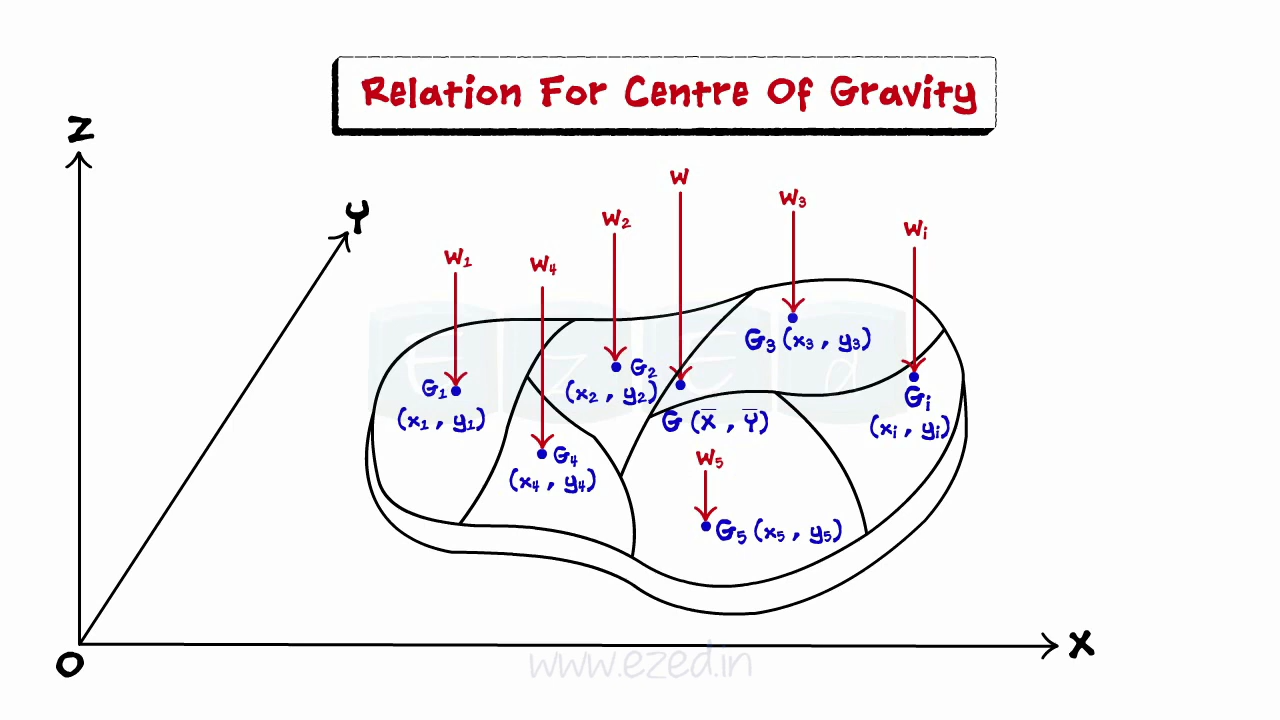 Relation For Centre Of Gravity
Z
Y
W
W₃
W₂
Wᵢ
W₁
W₄
G₃ (x₃ , y₃)
G₂
(x₂ , y₂)
G₁
(x₁ , y₁)
Gᵢ
(xᵢ , yᵢ)
G (X̅ , Y̅)
G₄
(x₄ , y₄)
W₅
G₅ (x₅ , y₅)
EZEd
X
O
www.ezed.in